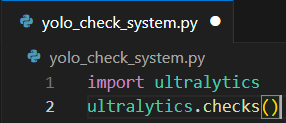 yolo_check_system.py
yolo_check_system.py
1 import ultralytics
2 ultralytics.checks()